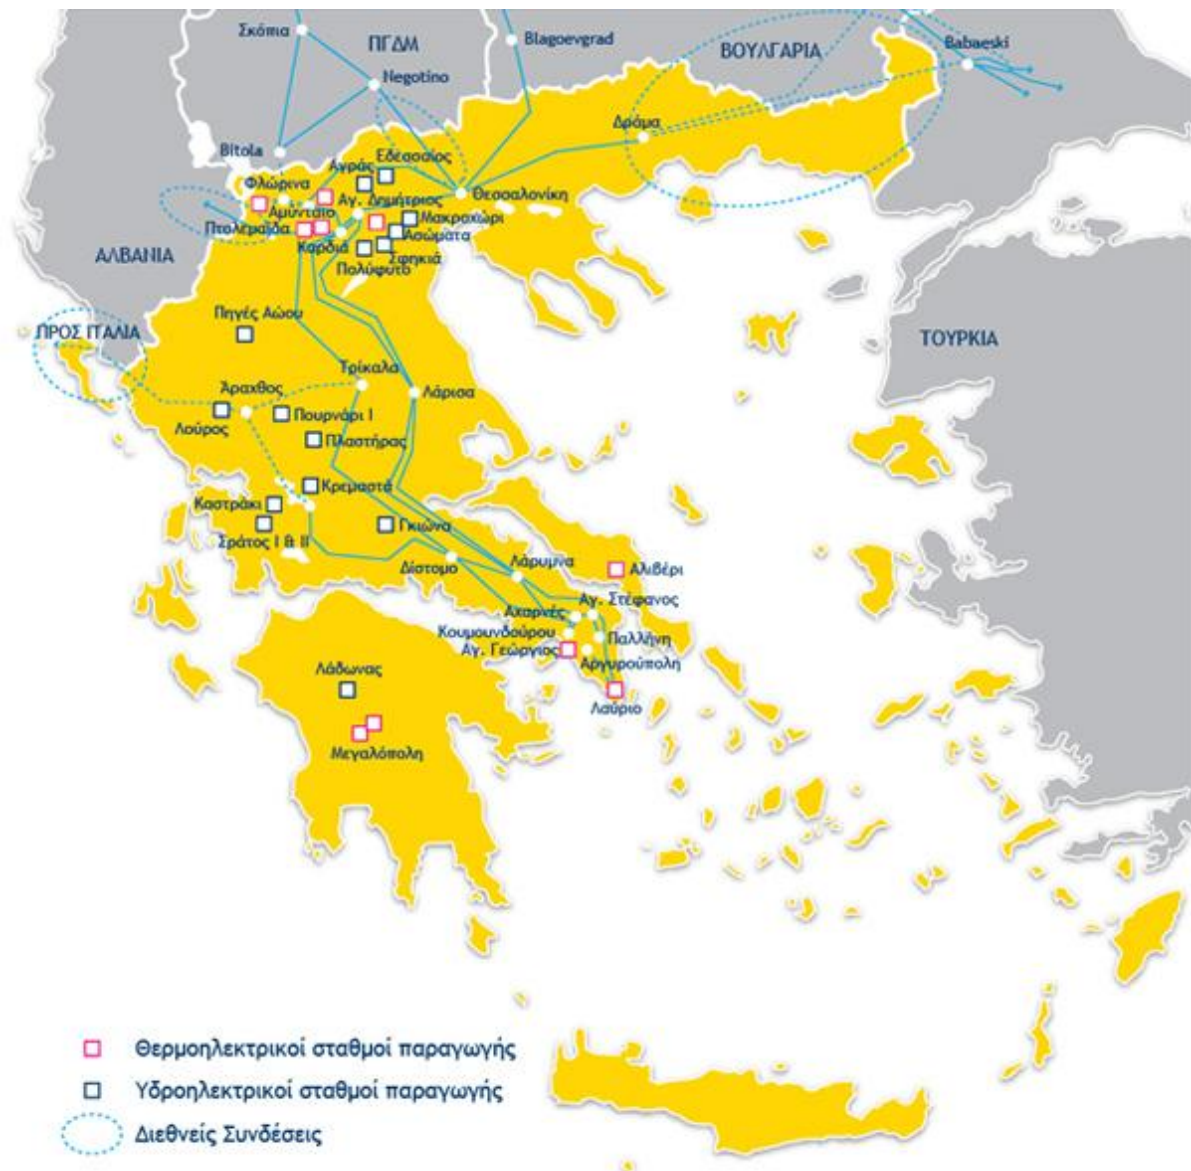 Σκόπια
ΠΓΔΜ
Blagoevgrad
ΒΟΥΛΓΑΡΙΑ
Babaeski
Negotino
Bitola
Δράμα
Εδεσσαίος
Αγράς
Φλώρινα
Αγ. Δημήτριος
Θεσσαλονίκη
Αμύνταιο
Μακροχώρι
Πτολεμαΐδα
Ασώματα
Καρδιά
Σφηκιά
Πολύφυτο
ΑΛΒΑΝΙΑ
Πηγές Αώου
ΠΡΟΣ ΙΤΑΛΙΑ
ΤΟΥΡΚΙΑ
Τρίκαλα
Άραχθος
Λάρισα
Λούρος
Πουρνάρι Ι
Πλαστήρας
Κρεμαστά
Καστράκι
Σράτος Ι & ΙΙ
Γκιώνα
Δίστομο
Λάρυμνα
Αλιβέρι
Αχαρνές
Αγ. Στέφανος
Κουμουνδούρου
Παλλήνη
Αγ. Γεώργιος
Αργυρούπολη
Λάδωνας
Λαύριο
Μεγαλόπολη
Θερμοηλεκτρικοί σταθμοί παραγωγής
Υδροηλεκτρικοί σταθμοί παραγωγής
Διεθνείς Συνδέσεις